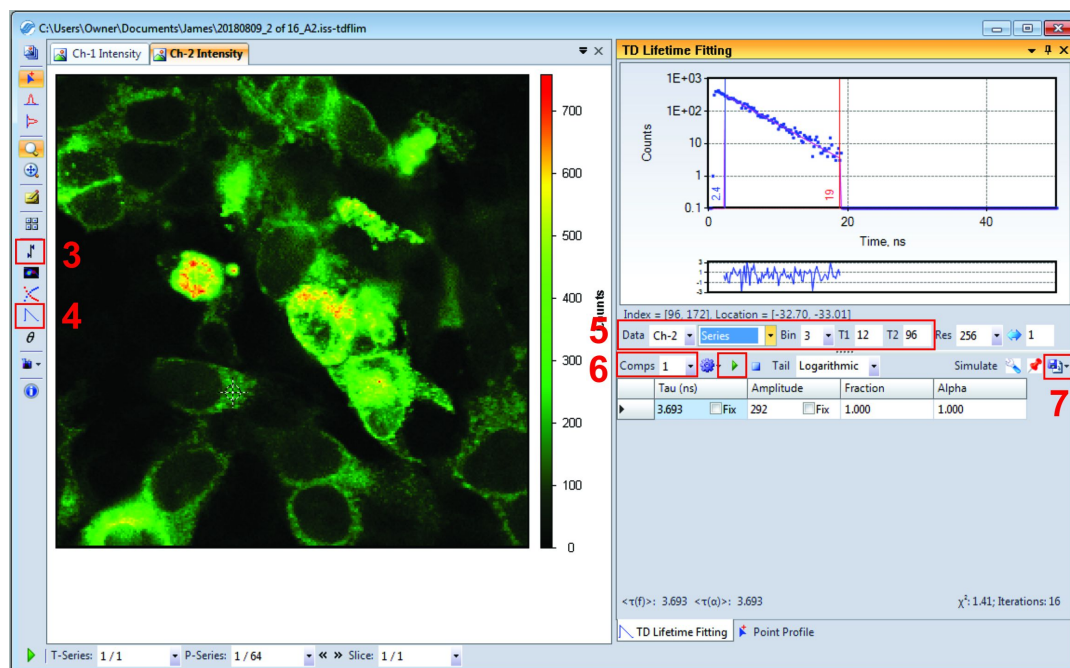 C:\Users\Owner\Documents\James\20180809_2 of 16_A2.iss-tdflim
Ch-1 Intensity Ch-2 Intensity
3
4
θ
700
600
500
400
300
200
100
0
Counts
TD Lifetime Fitting
1E+03
1E+02
10
1
0.1
Counts
2.4
19
0 20 40
Time, ns
3
1
-1
-3
Index = [96, 172], Location = [-32.70, -33.01]
5 Data Ch-2 Series Bin 3 T1 12 T2 96 Res 256 1
6 Comps 1 Tail Logarithmic Simulate
7
Tau (ns) Amplitude Fraction Alpha
3.693 Fix 292 Fix 1.000 1.000
<τ(f)>: 3.693 <τ(α)>: 3.693 χ²: 1.41; Iterations: 16
TD Lifetime Fitting Point Profile
T-Series: 1 / 1 P-Series: 1 / 64 Slice: 1 / 1